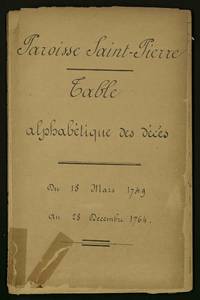 Paroisse Saint-Pierre
Table
alphabétique des décès
Du 18 Mars 1749
au 28 Décembre 1764.